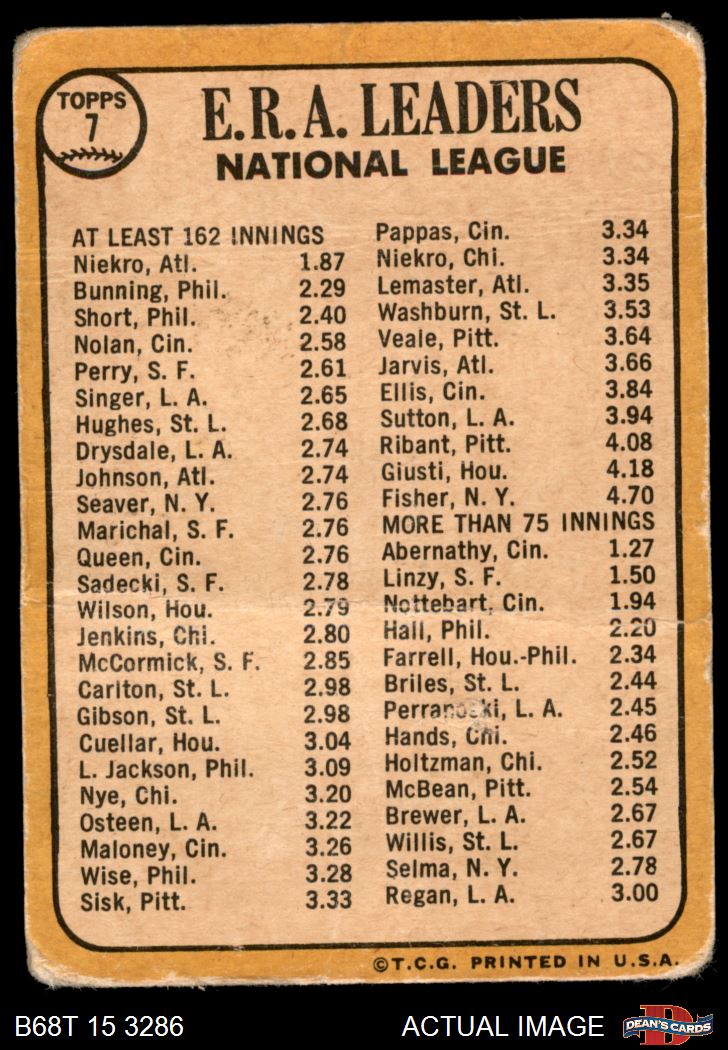 TOPPS
7
E.R.A. LEADERS
NATIONAL LEAGUE
AT LEAST 162 INNINGS
Niekro, Atl. 1.87
Bunning, Phil. 2.29
Short, Phil. 2.40
Nolan, Cin. 2.58
Perry, S. F. 2.61
Singer, L. A. 2.65
Hughes, St. L. 2.68
Drysdale, L. A. 2.74
Johnson, Atl. 2.74
Seaver, N. Y. 2.76
Marichal, S. F. 2.76
Queen, Cin. 2.76
Sadecki, S. F. 2.78
Wilson, Hou. 2.79
Jenkins, Chi. 2.80
McCormick, S. F. 2.85
Carlton, St. L. 2.98
Gibson, St. L. 2.98
Cuellar, Hou. 3.04
L. Jackson, Phil. 3.09
Nye, Chi. 3.20
Osteen, L. A. 3.22
Maloney, Cin. 3.26
Wise, Phil. 3.28
Sisk, Pitt. 3.33
Pappas, Cin. 3.34
Niekro, Chi. 3.34
Lemaster, Atl. 3.35
Washburn, St. L. 3.53
Veale, Pitt. 3.64
Jarvis, Atl. 3.66
Ellis, Cin. 3.84
Sutton, L. A. 3.94
Ribant, Pitt. 4.08
Giusti, Hou. 4.18
Fisher, N. Y. 4.70
MORE THAN 75 INNINGS
Abernathy, Cin. 1.27
Linzy, S. F. 1.50
Nottebart, Cin. 1.94
Hall, Phil. 2.20
Farrell, Hou.-Phil. 2.34
Briles, St. L. 2.44
Perranoski, L. A. 2.45
Hands, Chi. 2.46
Holtzman, Chi. 2.52
McBean, Pitt. 2.54
Brewer, L. A. 2.67
Willis, St. L. 2.67
Selma, N. Y. 2.78
Regan, L. A. 3.00
©T.C.G. PRINTED IN U.S.A.
B68T 15 3286 ACTUAL IMAGE
D
DEAN'S CARDS